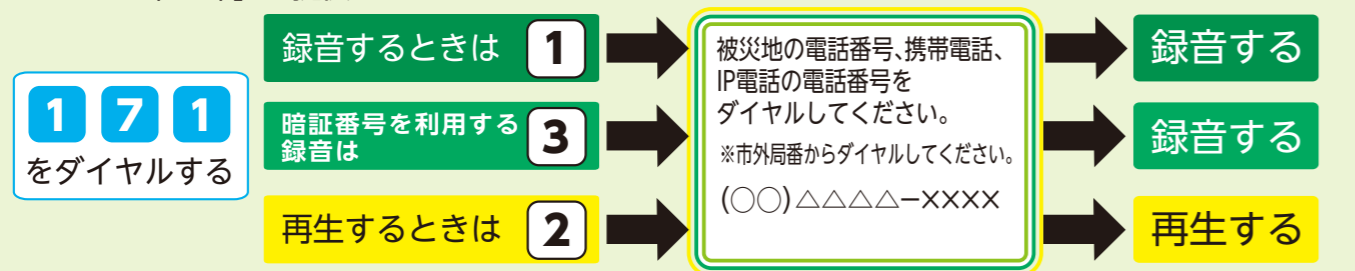 171
をダイヤルする
録音するときは 1
暗証番号を利用する
録音は 3
再生するときは 2
被災地の電話番号、携帯電話、
IP電話の電話番号を
ダイヤルしてください。
※市外局番からダイヤルしてください。
(○○)△△△△−××××
録音する
録音する
再生する